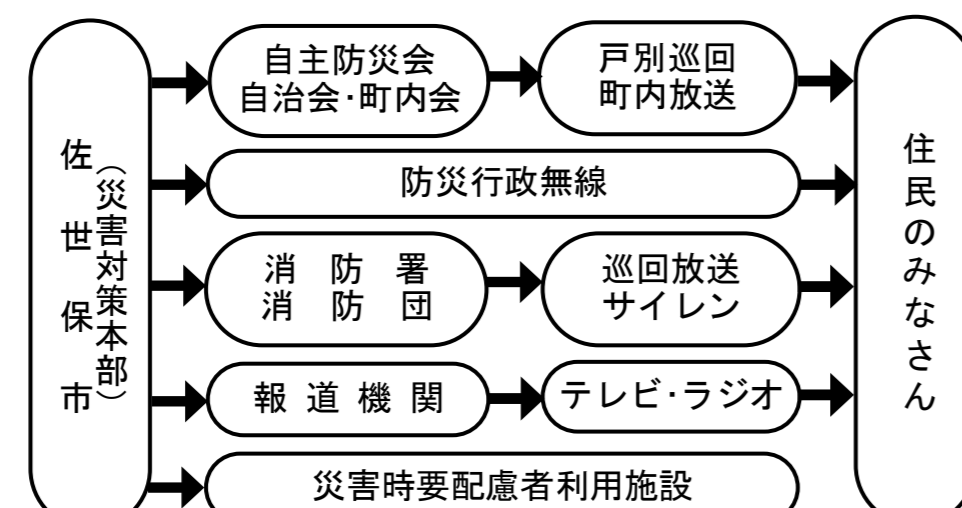 佐世保市
（災害対策本部）
自主防災会
自治会・町内会
戸別巡回
町内放送
防災行政無線
消防署
消防団
巡回放送
サイレン
報道機関
テレビ・ラジオ
災害時要配慮者利用施設
住民のみなさん